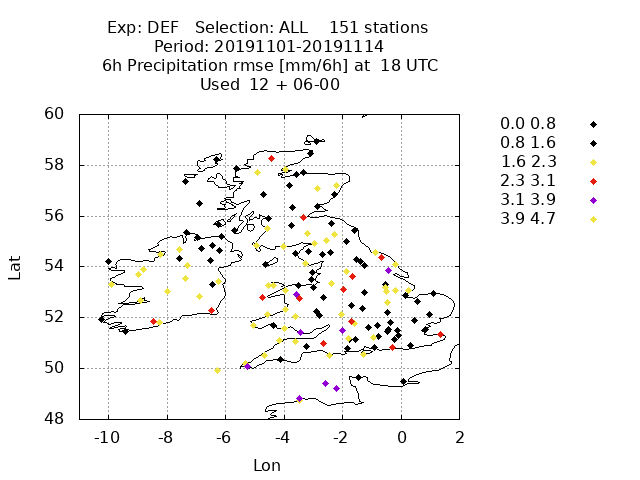 Exp: DEF Selection: ALL 151 stations
Period: 20191101-20191114
6h Precipitation rmse [mm/6h] at 18 UTC
Used 12 + 06-00
60
58
56
54
52
50
48
-10 -8 -6 -4 -2 0 2
Lat
Lon
0.0 0.8
0.8 1.6
1.6 2.3
2.3 3.1
3.1 3.9
3.9 4.7